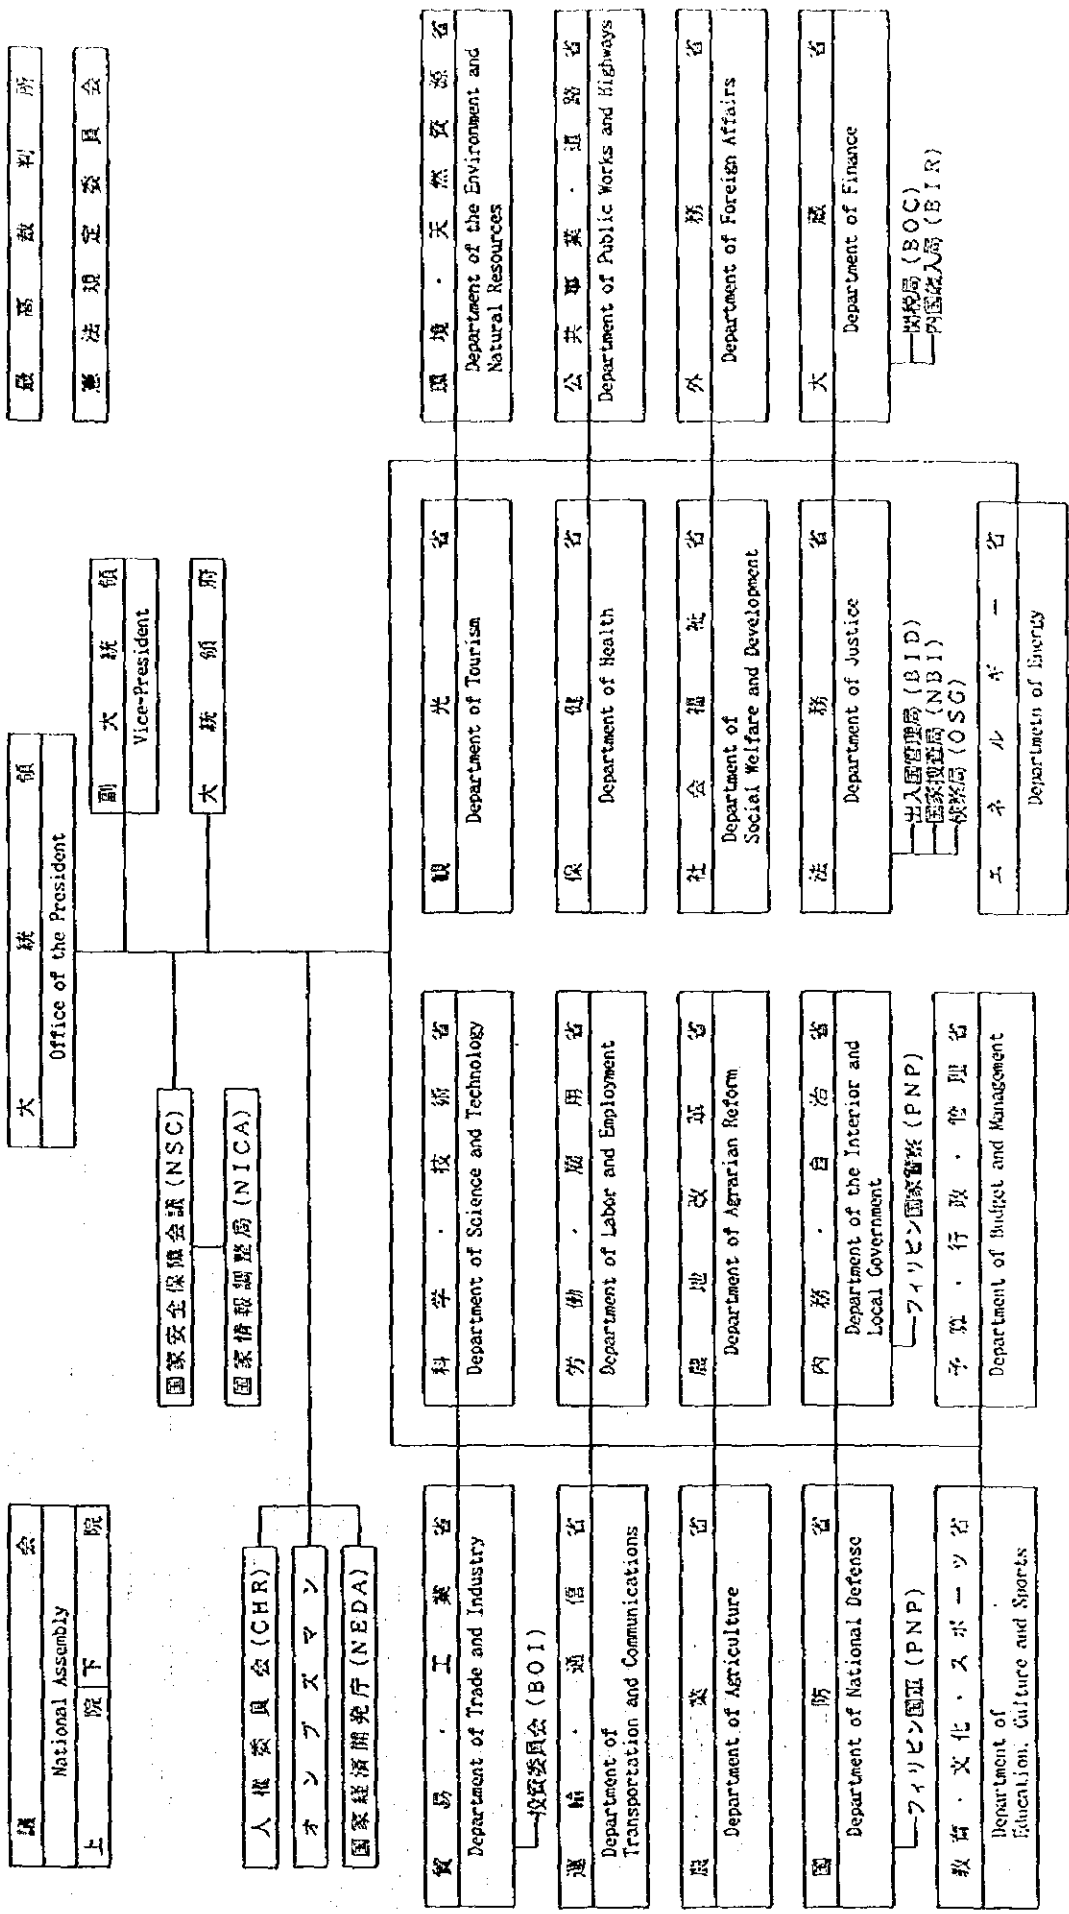 議会
National Assembly
上院 下院
大統領
Office of the President
最高裁判所
憲法規定委員会
副大統領
Vice-President
大統領府
国家安全保障会議(NSC)
国家情報調整局(NICA)
人権委員会(CHR)
オンブズマン
国家経済開発庁(NEDA)
貿易・工業省
Department of Trade and Industry
投資委員会(BOI)
科学・技術省
Department of Science and Technology
観光省
Department of Tourism
環境・天然資源省
Department of the Environment and
Natural Resources
運輸・通信省
Department of
Transportation and Communications
労働・雇用省
Department of Labor and Employment
保健省
Department of Health
公共事業・道路省
Department of Public Works and Highways
農業省
Department of Agriculture
農地改革省
Department of Agrarian Reform
社会福祉省
Department of
Social Welfare and Development
外務省
Department of Foreign Affairs
国防省
Department of National Defense
フィリピン国軍(PNP)
内務・自治省
Department of the Interior and
Local Government
フィリピン国家警察(PNP)
法務省
Department of Justice
出入国管理局(BID)
国家捜査局(NBI)
検察局(OSG)
大蔵省
Department of Finance
関税局(BOC)
内国歳入局(BIR)
教育・文化・スポーツ省
Department of
Education, Culture and Sports
予算・行政・管理省
Department of Budget and Management
エネルギー省
Departmetn of Energy